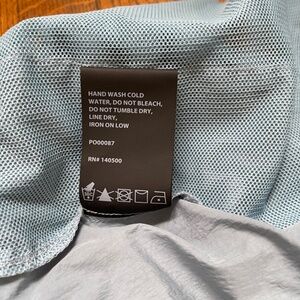 HAND WASH COLD
WATER, DO NOT BLEACH,
DO NOT TUMBLE DRY,
LINE DRY,
IRON ON LOW
PO00087
RN# 140500